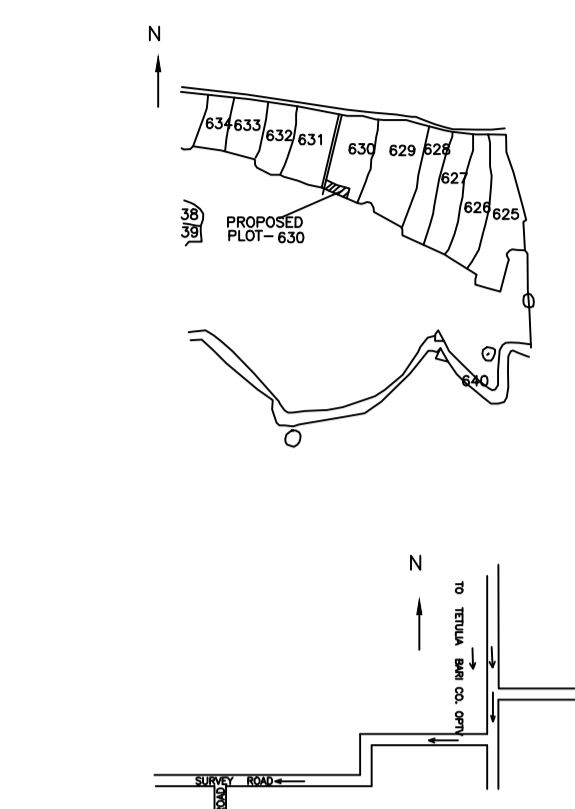 N
634 633 632 631 630 629 628
627
626 625
38
39
PROPOSED
PLOT-630
640
N
TO TETULIA BARI CO. OPTV
SURVEY ROAD
ROAD